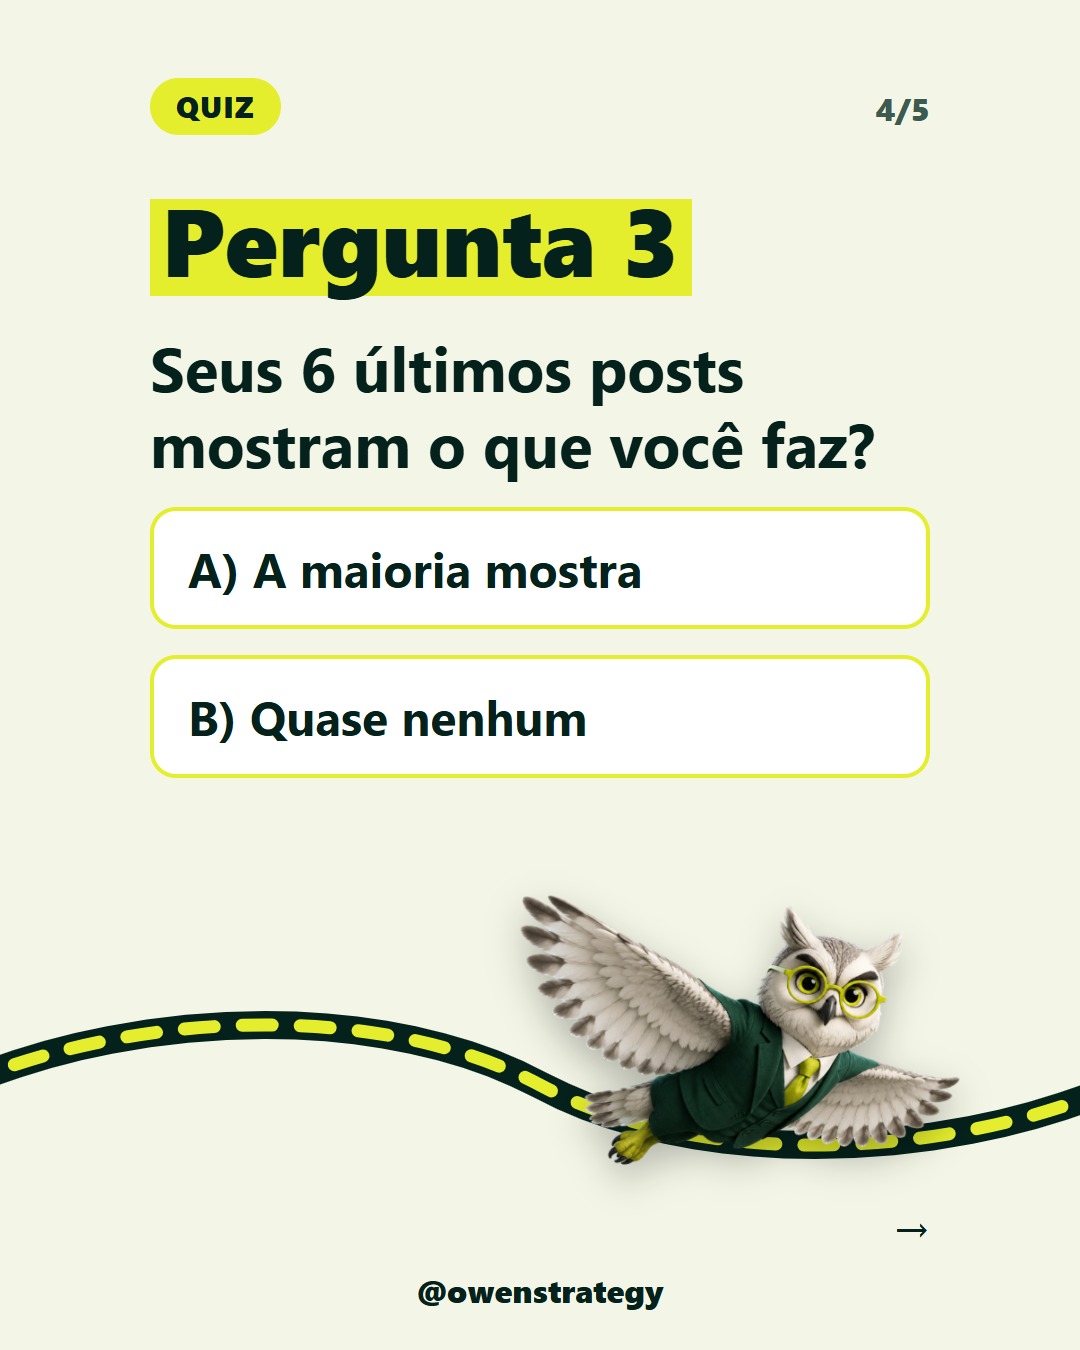 QUIZ
4/5
Pergunta 3
Seus 6 últimos posts
mostram o que você faz?
A) A maioria mostra
B) Quase nenhum
→
@owenstrategy